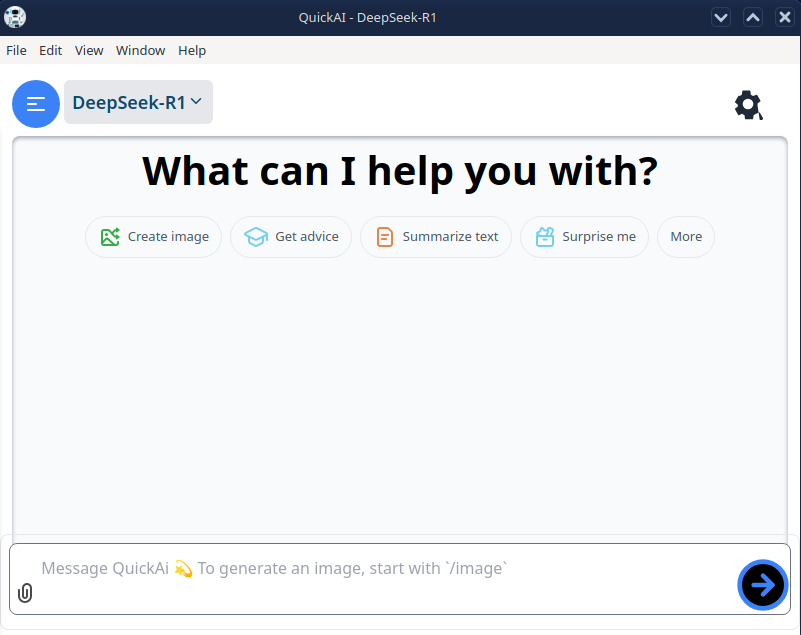 QuickAI - DeepSeek-R1
File Edit View Window Help
DeepSeek-R1
What can I help you with?
Create image Get advice Summarize text Surprise me More
Message QuickAi 💫 To generate an image, start with `/image`